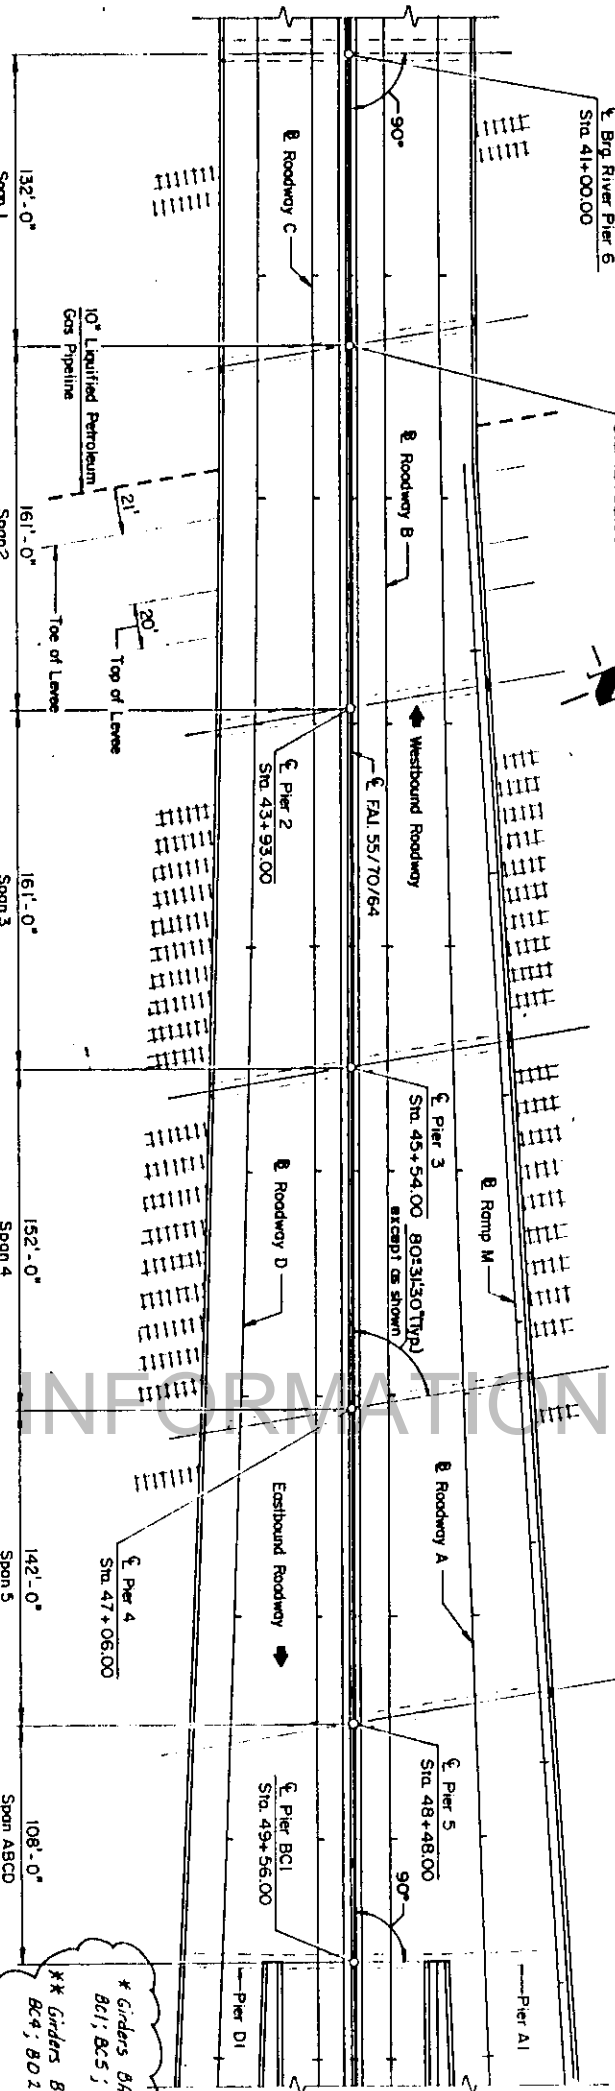 ℄ Brg River Pier 6
Sta. 41+00.00
90°
℄ Roadway C
132'-0"
Span 1
10" Liquified Petroleum
Gas Pipeline
21'
20'
Toe of Levee
Top of Levee
161'-0"
Span 2
℄ Roadway B
Westbound Roadway
℄ F.A.I. 55/70/64
℄ Pier 2
Sta. 43+93.00
161'-0"
Span 3
℄ Pier 3
Sta. 45+54.00
80°31'30" (Typ.)
except as shown
℄ Ramp M
℄ Roadway D
152'-0"
Span 4
INFORMATION
℄ Roadway A
Eastbound Roadway
℄ Pier 4
Sta. 47+06.00
142'-0"
Span 5
℄ Pier 5
Sta. 48+48.00
℄ Pier BC1
Sta. 49+56.00
90°
108'-0"
Span ABCD
Pier A1
Pier D1
* Girders BA
BC1; BC5;
** Girders B
BC4; BD2